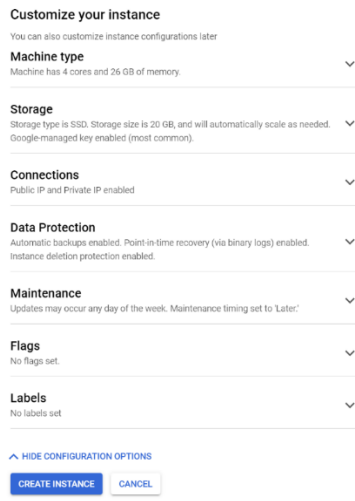 Customize your instance
You can also customize instance configurations later
Machine type
Machine has 4 cores and 26 GB of memory.
Storage
Storage type is SSD. Storage size is 20 GB, and will automatically scale as needed.
Google-managed key enabled (most common).
Connections
Public IP and Private IP enabled
Data Protection
Automatic backups enabled. Point-in-time recovery (via binary logs) enabled.
Instance deletion protection enabled.
Maintenance
Updates may occur any day of the week. Maintenance timing set to 'Later.'
Flags
No flags set.
Labels
No labels set
HIDE CONFIGURATION OPTIONS
CREATE INSTANCE CANCEL